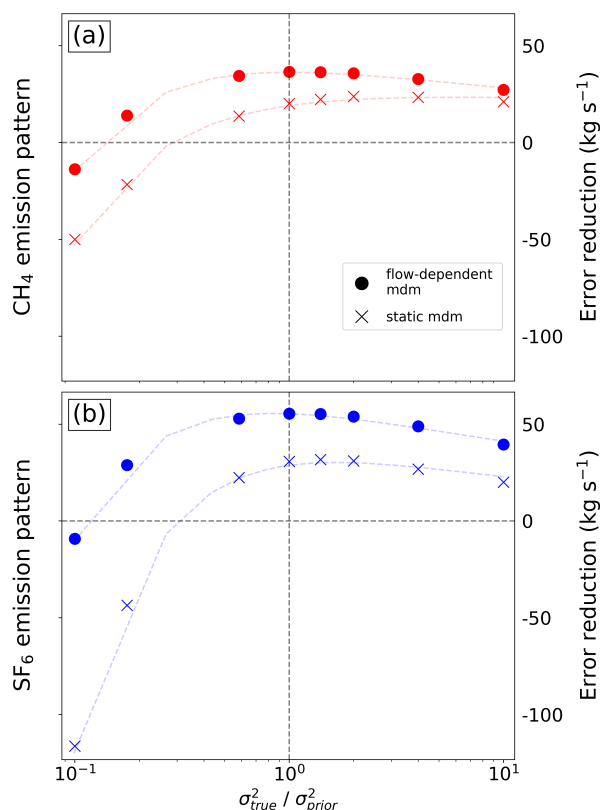 (a)
CH₄ emission pattern
50
0
-50
-100
Error reduction (kg s⁻¹)
flow-dependent
mdm
static mdm
(b)
SF₆ emission pattern
50
0
-50
-100
Error reduction (kg s⁻¹)
10⁻¹
10⁰
10¹
σ²true / σ²prior